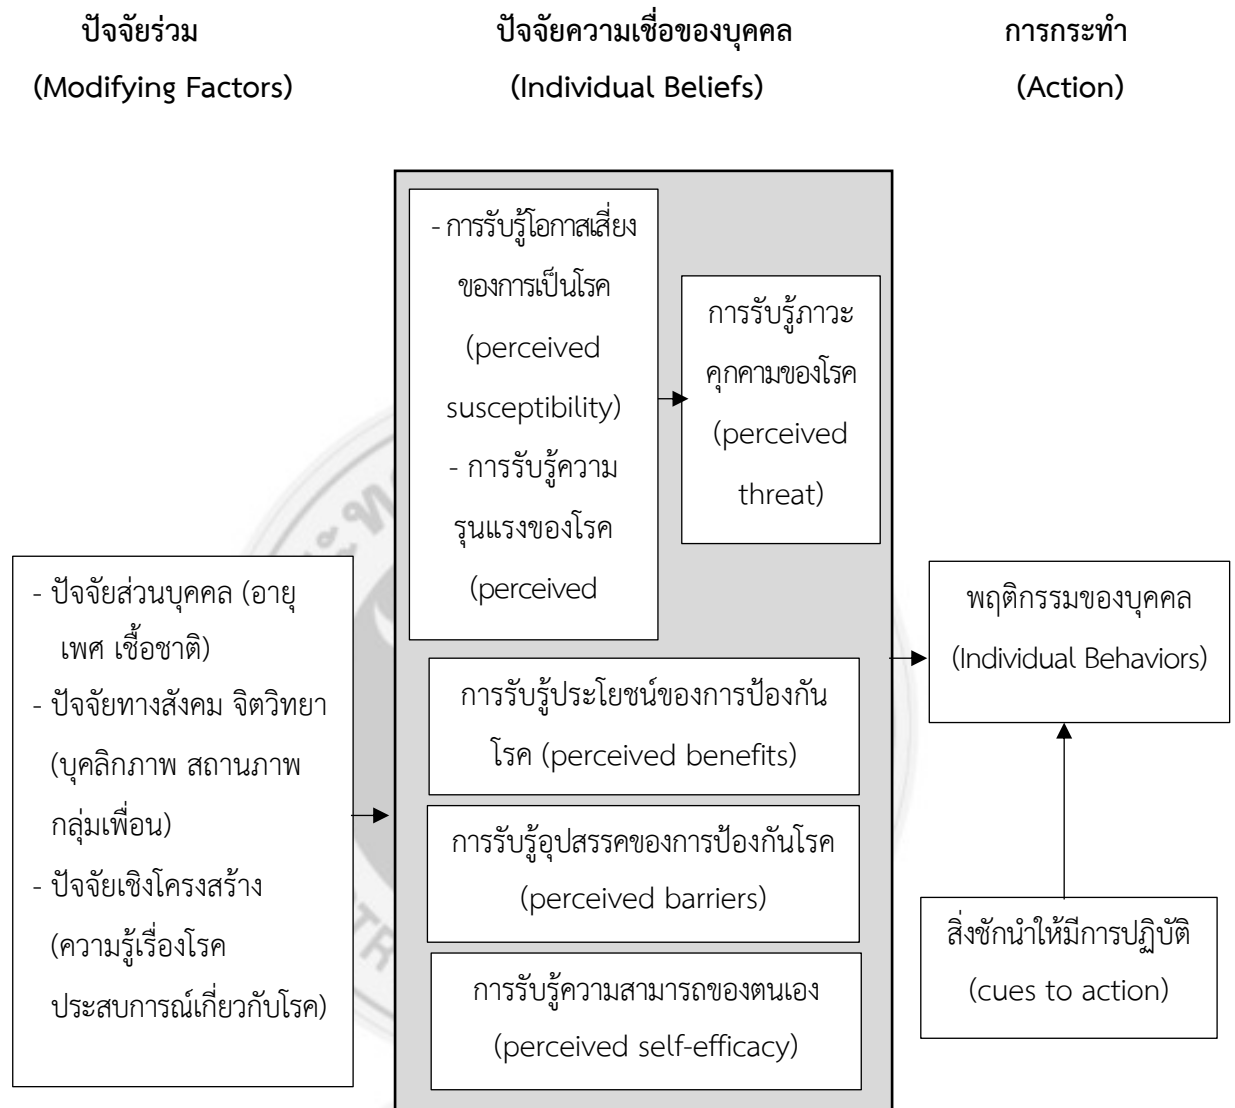 ปัจจัยร่วม
(Modifying Factors)
ปัจจัยความเชื่อของบุคคล
(Individual Beliefs)
การกระทำ
(Action)
- การรับรู้โอกาสเสี่ยง
ของการเป็นโรค
(perceived
susceptibility)
- การรับรู้ความ
รุนแรงของโรค
(perceived
การรับรู้ภาวะ
คุกคามของโรค
(perceived
threat)
- ปัจจัยส่วนบุคคล (อายุ
เพศ เชื้อชาติ)
- ปัจจัยทางสังคม จิตวิทยา
(บุคลิกภาพ สถานภาพ
กลุ่มเพื่อน)
- ปัจจัยเชิงโครงสร้าง
(ความรู้เรื่องโรค
ประสบการณ์เกี่ยวกับโรค)
การรับรู้ประโยชน์ของการป้องกัน
โรค (perceived benefits)
การรับรู้อุปสรรคของการป้องกันโรค
(perceived barriers)
การรับรู้ความสามารถของตนเอง
(perceived self-efficacy)
พฤติกรรมของบุคคล
(Individual Behaviors)
สิ่งชักนำให้มีการปฏิบัติ
(cues to action)